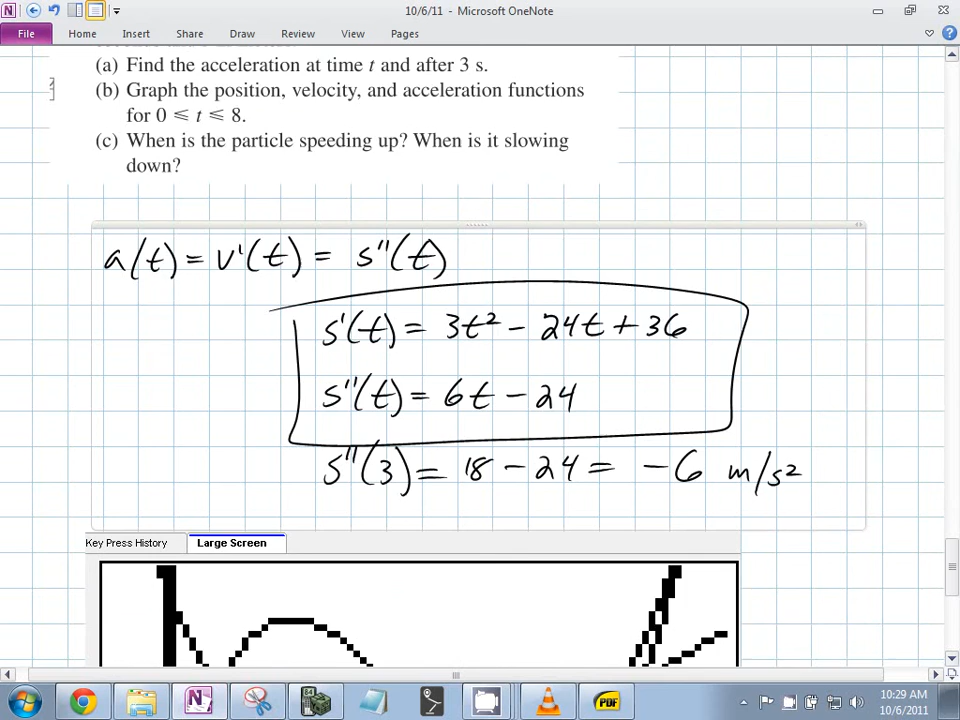 10/6/11 - Microsoft OneNote
File Home Insert Share Draw Review View Pages
(a) Find the acceleration at time t and after 3 s.
(b) Graph the position, velocity, and acceleration functions
for 0 ⩽ t ⩽ 8.
(c) When is the particle speeding up? When is it slowing
down?
a(t) = v'(t) = s''(t)
s'(t) = 3t² - 24t + 36
s''(t) = 6t - 24
s''(3) = 18 - 24 = -6 m/s²
Key Press History Large Screen
PDF
10:29 AM
10/6/2011